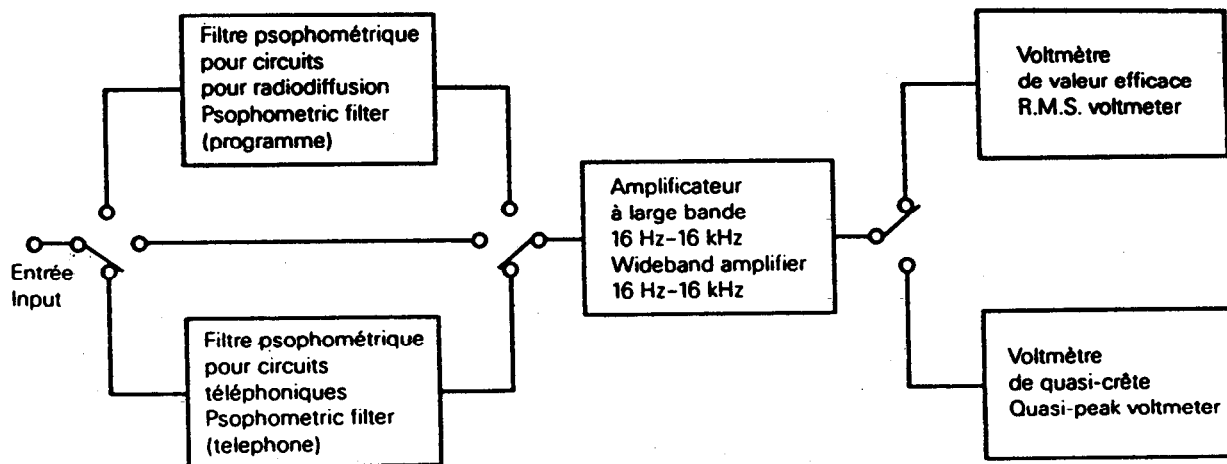 Filtre psophométrique
pour circuits
pour radiodiffusion
Psophometric filter
(programme)
Voltmètre
de valeur efficace
R.M.S. voltmeter
Amplificateur
à large bande
16 Hz–16 kHz
Wideband amplifier
16 Hz–16 kHz
Entrée
Input
Filtre psophométrique
pour circuits
téléphoniques
Psophometric filter
(telephone)
Voltmètre
de quasi-crête
Quasi-peak voltmeter